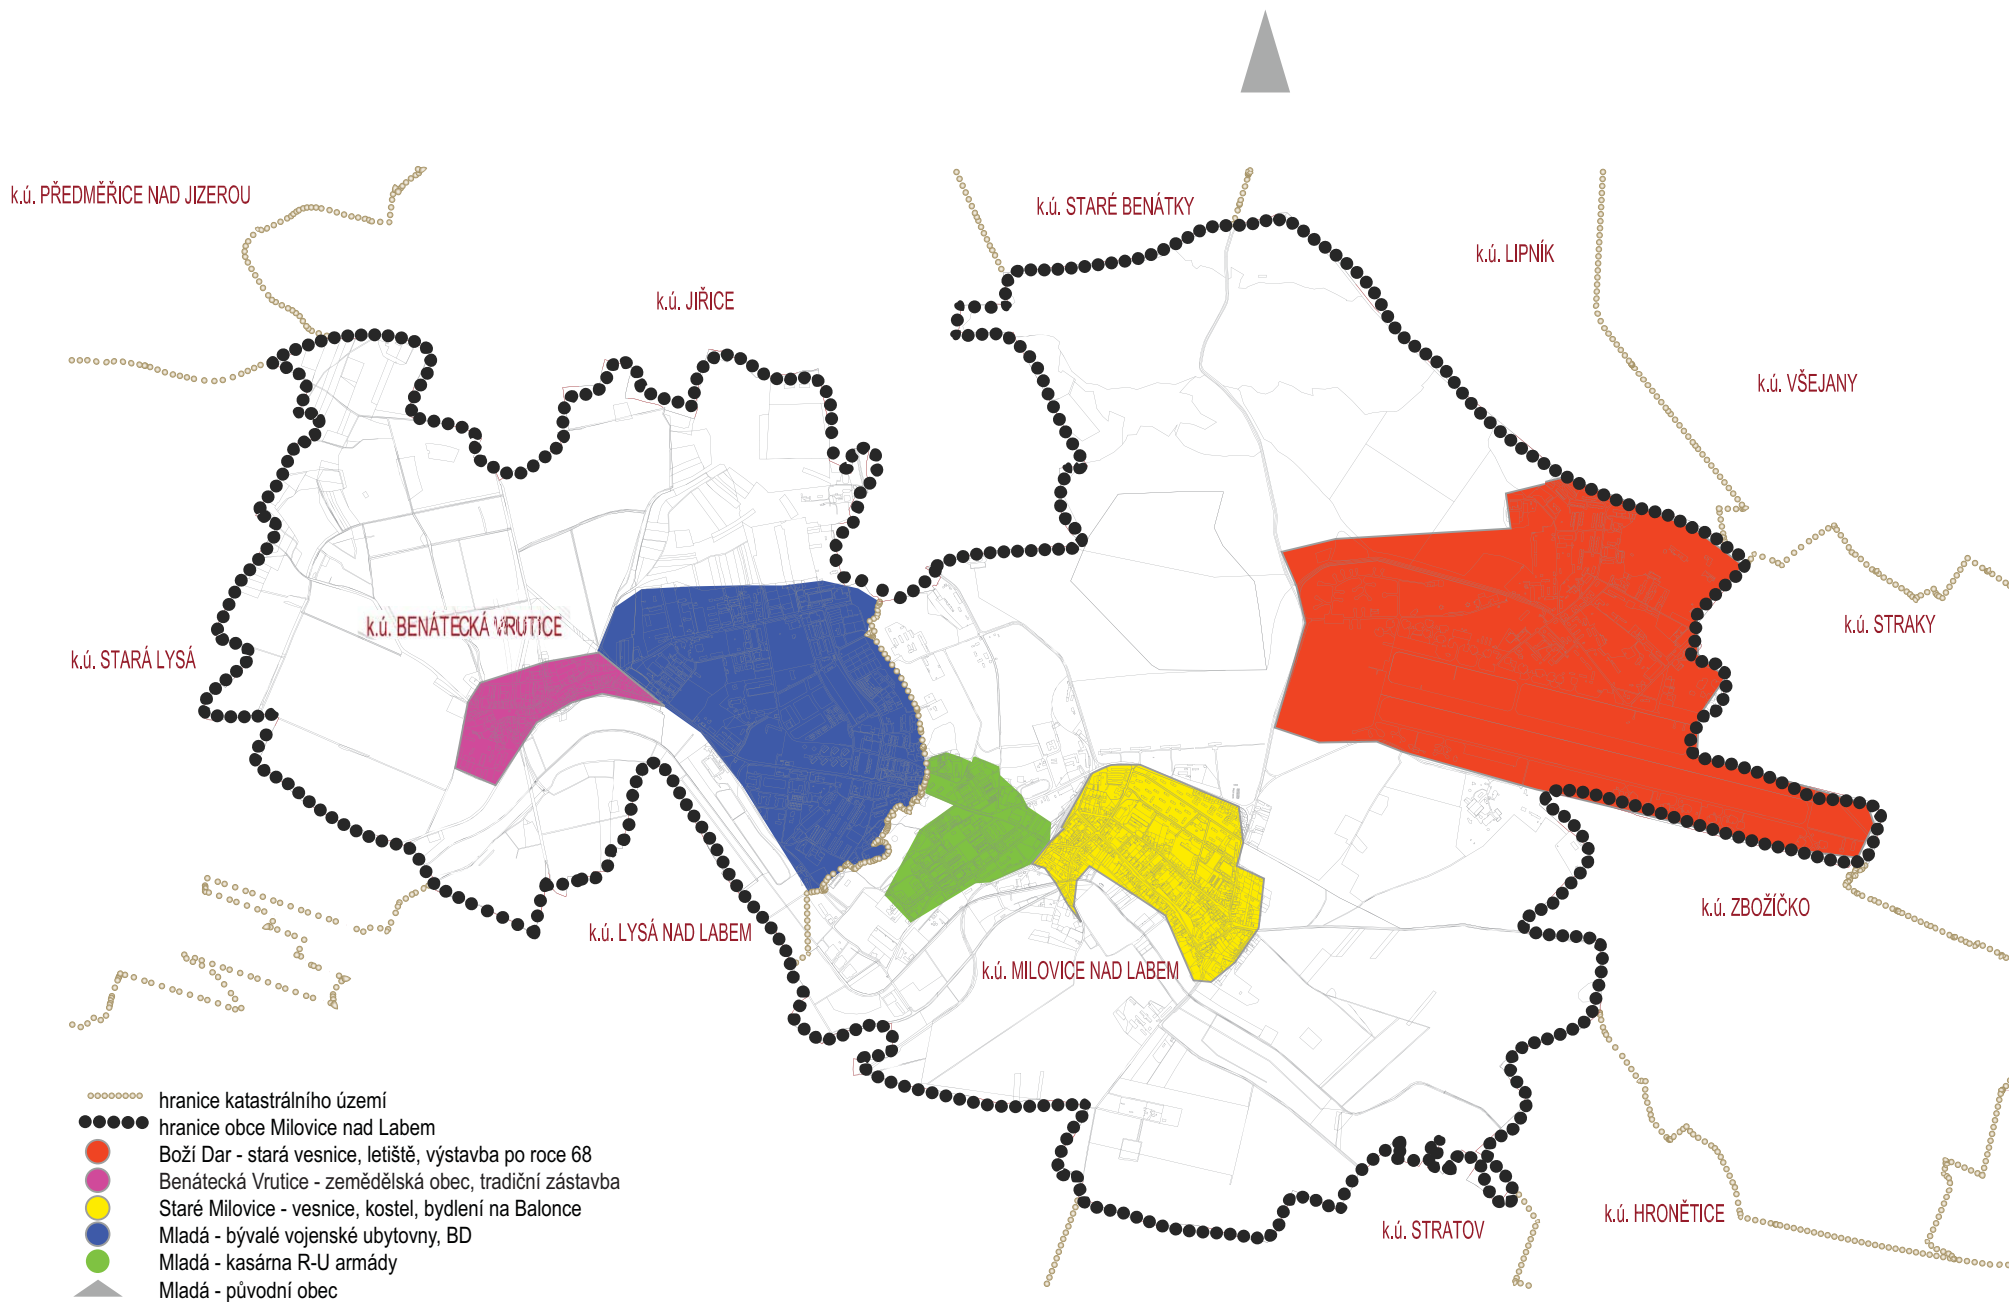 k.ú. PŘEDMĚŘICE NAD JIZEROU
k.ú. STARÉ BENÁTKY
k.ú. LIPNÍK
k.ú. JIŘICE
k.ú. VŠEJANY
k.ú. BENÁTECKÁ VRUTICE
k.ú. STRAKY
k.ú. STARÁ LYSÁ
k.ú. ZBOŽÍČKO
k.ú. LYSÁ NAD LABEM
k.ú. MILOVICE NAD LABEM
k.ú. HRONĚTICE
k.ú. STRATOV
hranice katastrálního území
hranice obce Milovice nad Labem
Boží Dar - stará vesnice, letiště, výstavba po roce 68
Benátecká Vrutice - zemědělská obec, tradiční zástavba
Staré Milovice - vesnice, kostel, bydlení na Balonce
Mladá - bývalé vojenské ubytovny, BD
Mladá - kasárna R-U armády
Mladá - původní obec